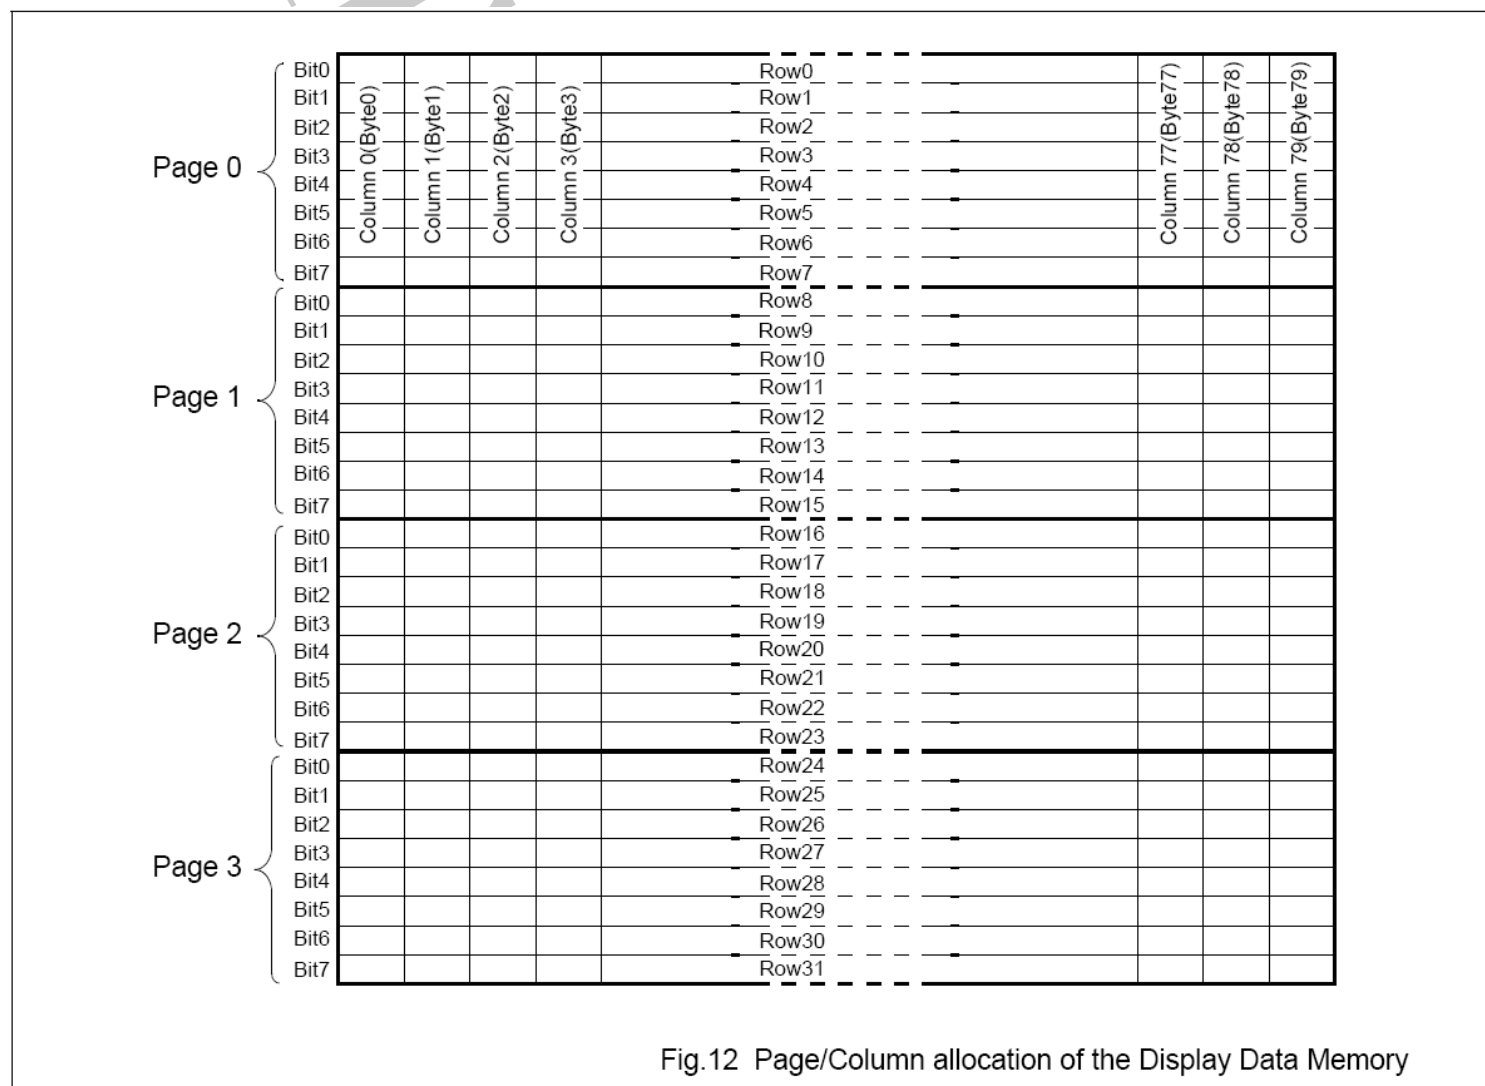 Page 0
Bit0
Bit1
Bit2
Bit3
Bit4
Bit5
Bit6
Bit7
Column 0(Byte0)
Column 1(Byte1)
Column 2(Byte2)
Column 3(Byte3)
Row0
Row1
Row2
Row3
Row4
Row5
Row6
Row7
Column 77(Byte77)
Column 78(Byte78)
Column 79(Byte79)
Page 1
Bit0
Bit1
Bit2
Bit3
Bit4
Bit5
Bit6
Bit7
Row8
Row9
Row10
Row11
Row12
Row13
Row14
Row15
Page 2
Bit0
Bit1
Bit2
Bit3
Bit4
Bit5
Bit6
Bit7
Row16
Row17
Row18
Row19
Row20
Row21
Row22
Row23
Page 3
Bit0
Bit1
Bit2
Bit3
Bit4
Bit5
Bit6
Bit7
Row24
Row25
Row26
Row27
Row28
Row29
Row30
Row31
Fig.12 Page/Column allocation of the Display Data Memory